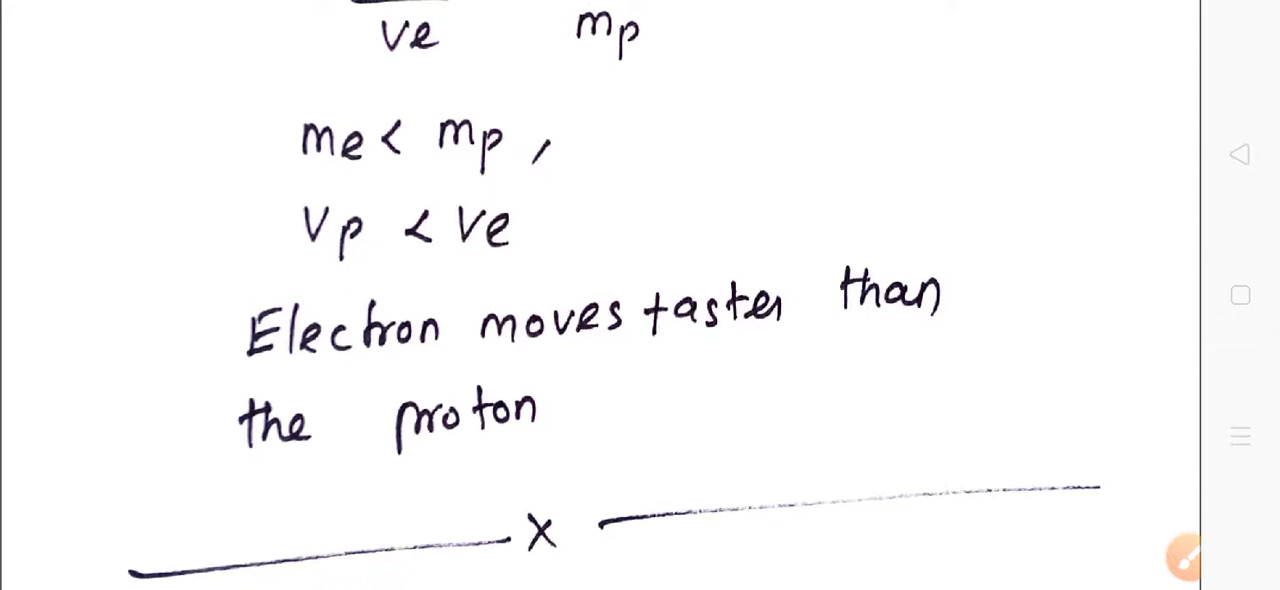 ve mp
me < mp ,
vp < ve
Electron moves taster than
the proton
x